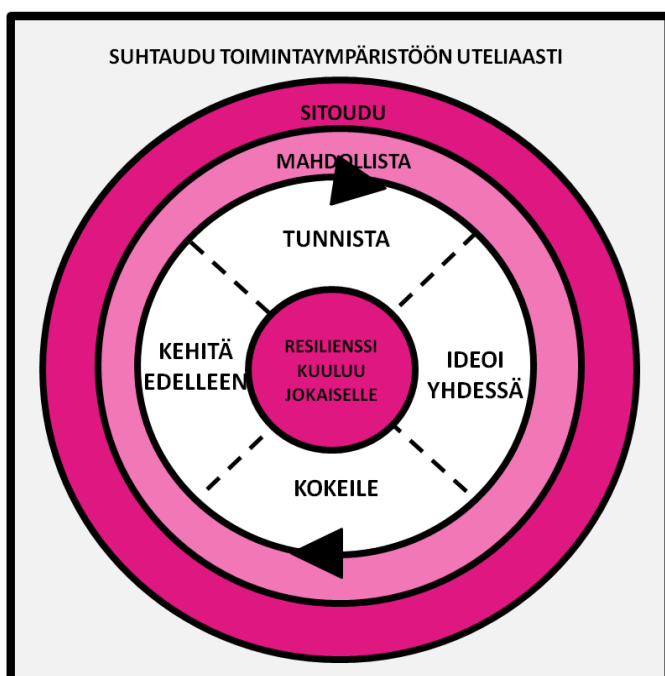 SUHTAUDU TOIMINTAYMPÄRISTÖÖN UTELIAASTI
SITOUDU
MAHDOLLISTA
TUNNISTA
IDEOI
YHDESSÄ
KOKEILE
KEHITÄ
EDELLEEN
RESILIENSSI
KUULUU
JOKAISELLE